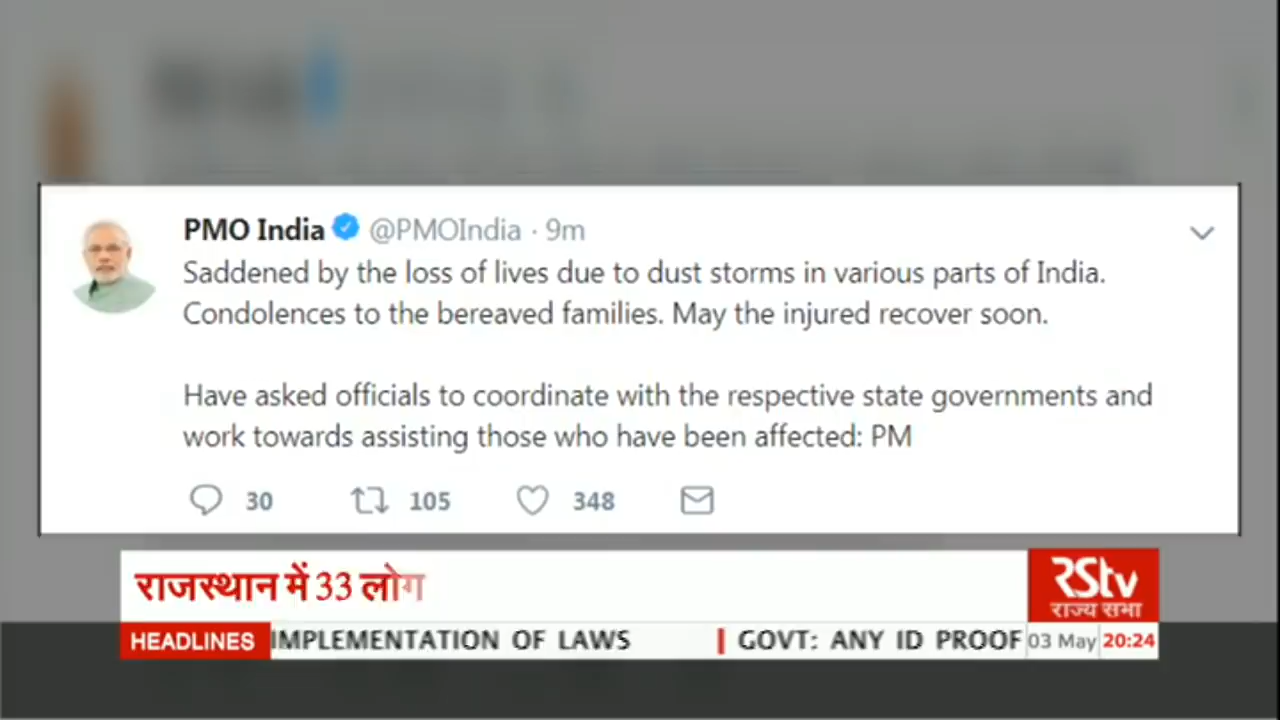 PMO India @PMOIndia · 9m
Saddened by the loss of lives due to dust storms in various parts of India.
Condolences to the bereaved families. May the injured recover soon.
Have asked officials to coordinate with the respective state governments and
work towards assisting those who have been affected: PM
30 105 348
राजस्थान में 33 लोग
RStv
राज्य सभा
HEADLINES IMPLEMENTATION OF LAWS | GOVT: ANY ID PROOF 03 May 20:24